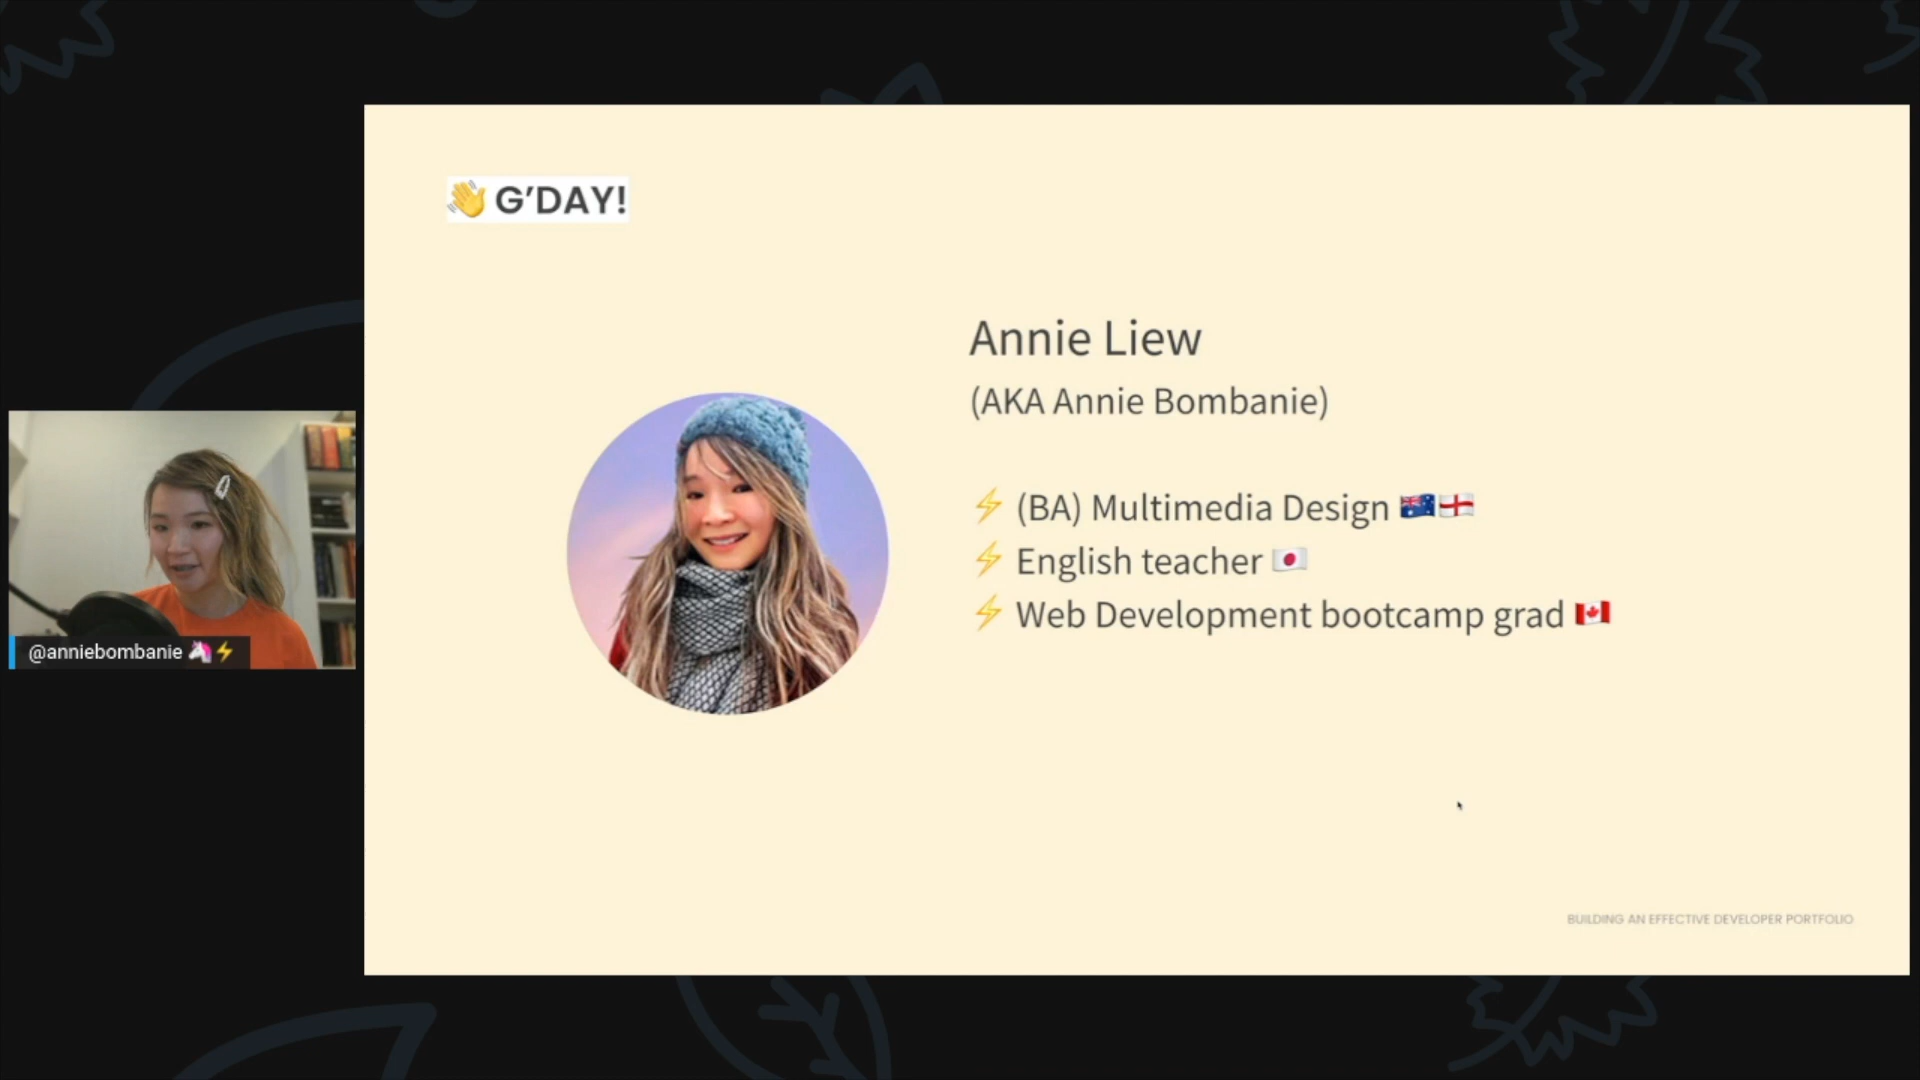 👋 G’DAY!
Annie Liew
(AKA Annie Bombanie)
⚡ (BA) Multimedia Design 🇦🇺🏴󠁧󠁢󠁥󠁮󠁧󠁿
⚡ English teacher 🇯🇵
⚡ Web Development bootcamp grad 🇨🇦
@anniebombanie 🦄⚡
BUILDING AN EFFECTIVE DEVELOPER PORTFOLIO